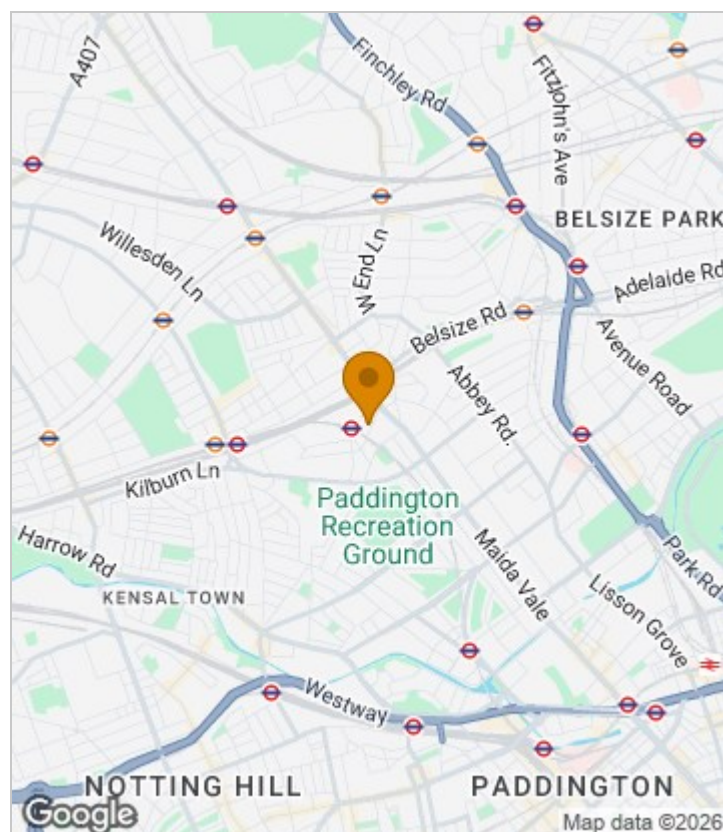 A407
Finchley Rd
Fitzjohn's Ave
BELSIZE PARK
Willesden Ln
W End Ln
Adelaide Rd
Belsize Rd
Avenue Road
Abbey Rd.
Kilburn Ln
Paddington
Recreation
Ground
Harrow Rd
Maida Vale
Park Rd
KENSAL TOWN
Lisson Grove
Westway
NOTTING HILL
PADDINGTON
Google
Map data ©2026